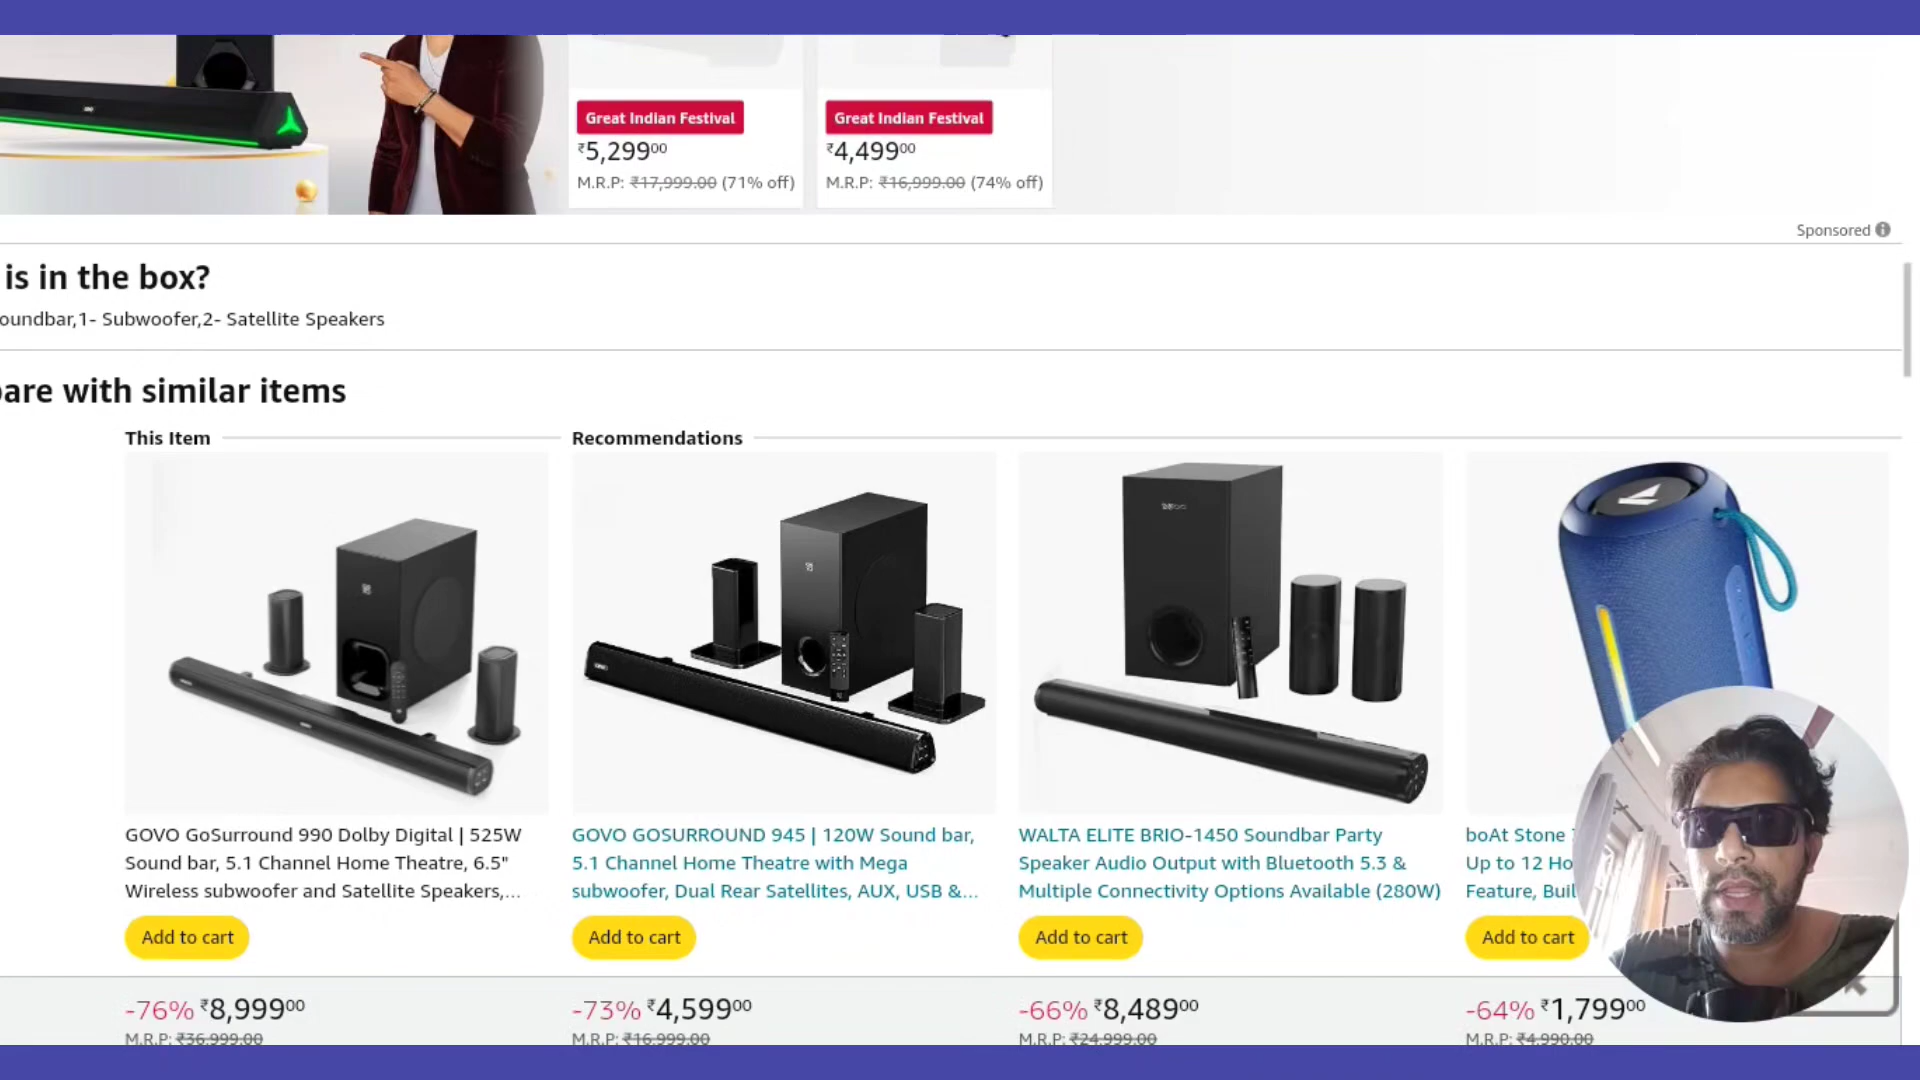 Great Indian Festival
₹5,29900
M.R.P: ₹17,999.00 (71% off)
Great Indian Festival
₹4,49900
M.R.P: ₹16,999.00 (74% off)
Sponsored
is in the box?
oundbar,1- Subwoofer,2- Satellite Speakers
are with similar items
This Item
Recommendations
GOVO GoSurround 990 Dolby Digital | 525W
Sound bar, 5.1 Channel Home Theatre, 6.5"
Wireless subwoofer and Satellite Speakers,...
Add to cart
-76% ₹8,99900
M.R.P: ₹36,999.00
GOVO GOSURROUND 945 | 120W Sound bar,
5.1 Channel Home Theatre with Mega
subwoofer, Dual Rear Satellites, AUX, USB &...
Add to cart
-73% ₹4,59900
M.R.P: ₹16,999.00
WALTA ELITE BRIO-1450 Soundbar Party
Speaker Audio Output with Bluetooth 5.3 &
Multiple Connectivity Options Available (280W)
Add to cart
-66% ₹8,48900
M.R.P: ₹24,999.00
boAt Stone
Up to 12 Ho
Feature, Buil
Add to cart
-64% ₹1,79900
M.R.P: ₹4,990.00